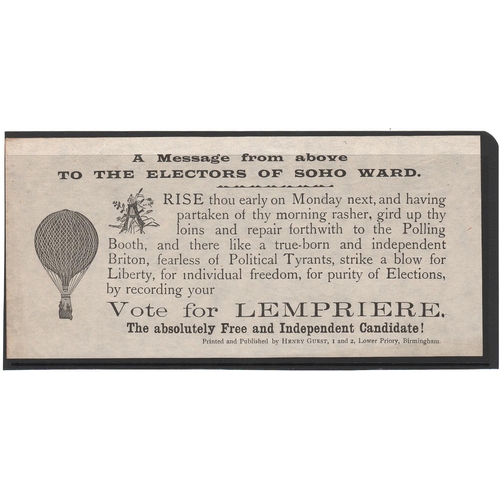 A Message from above
TO THE ELECTORS OF SOHO WARD.
ARISE thou early on Monday next, and having
partaken of thy morning rasher, gird up thy
loins and repair forthwith to the Polling
Booth, and there like a true-born and independent
Briton, fearless of Political Tyrants, strike a blow for
Liberty, for individual freedom, for purity of Elections,
by recording your
Vote for LEMPRIERE,
The absolutely Free and Independent Candidate!
Printed and Published by HENRY GUEST, 1 and 2, Lower Priory, Birmingham